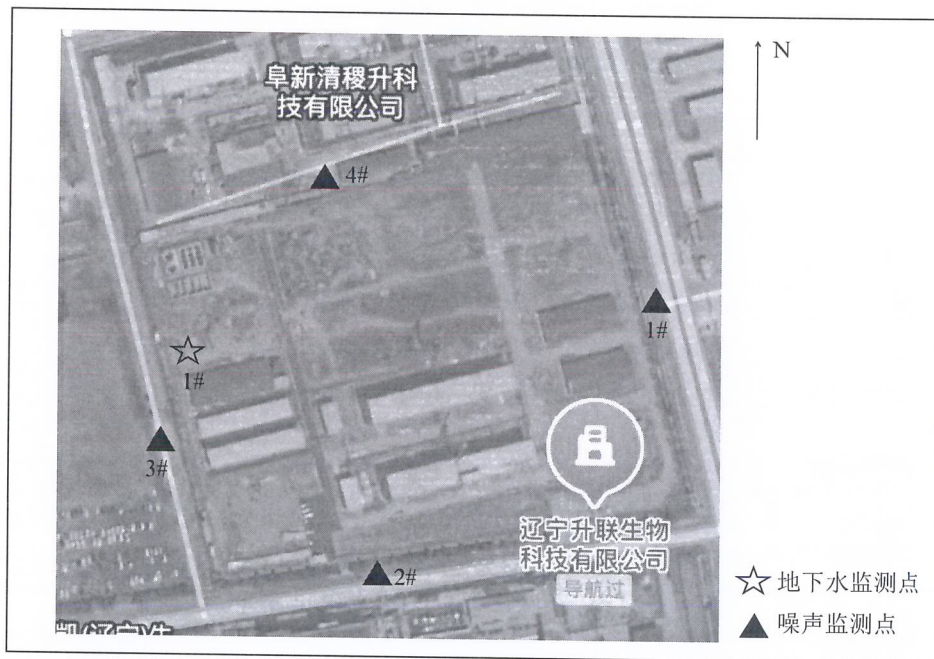 阜新清稷升科
技有限公司
N
4#
1#
1#
3#
辽宁升联生物
科技有限公司
2#
导航过
☆ 地下水监测点
▲ 噪声监测点